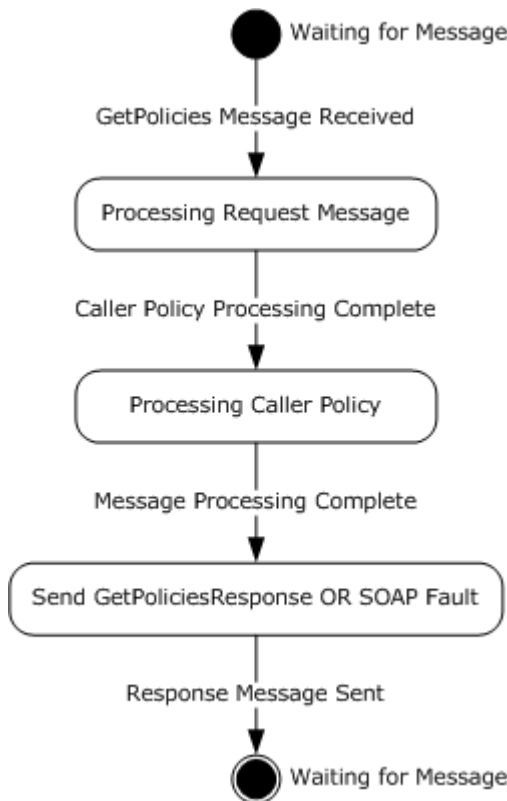 Waiting for Message
GetPolicies Message Received
Processing Request Message
Caller Policy Processing Complete
Processing Caller Policy
Message Processing Complete
Send GetPoliciesResponse OR SOAP Fault
Response Message Sent
Waiting for Message